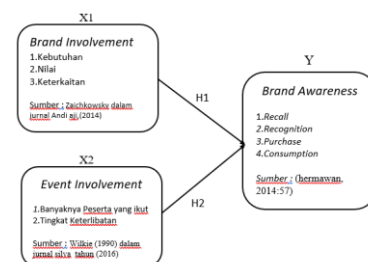 X1
Brand Involvement
1.Kebutuhan
2.Nilai
3.Keterkaitan
Sumber : Zaichkowsky dalam
jurnal Andi aji,(2014)
H1
Y
Brand Awareness
1.Recall
2.Recognition
3.Purchase
4.Consumption
Sumber : (hermawan,
2014:57)
X2
Event Involvement
1.Banyaknya Peserta yang ikut
2.Tingkat Keterlibatan
Sumber : Wilkie (1990) dalam
jurnal silva tahun (2016)
H2